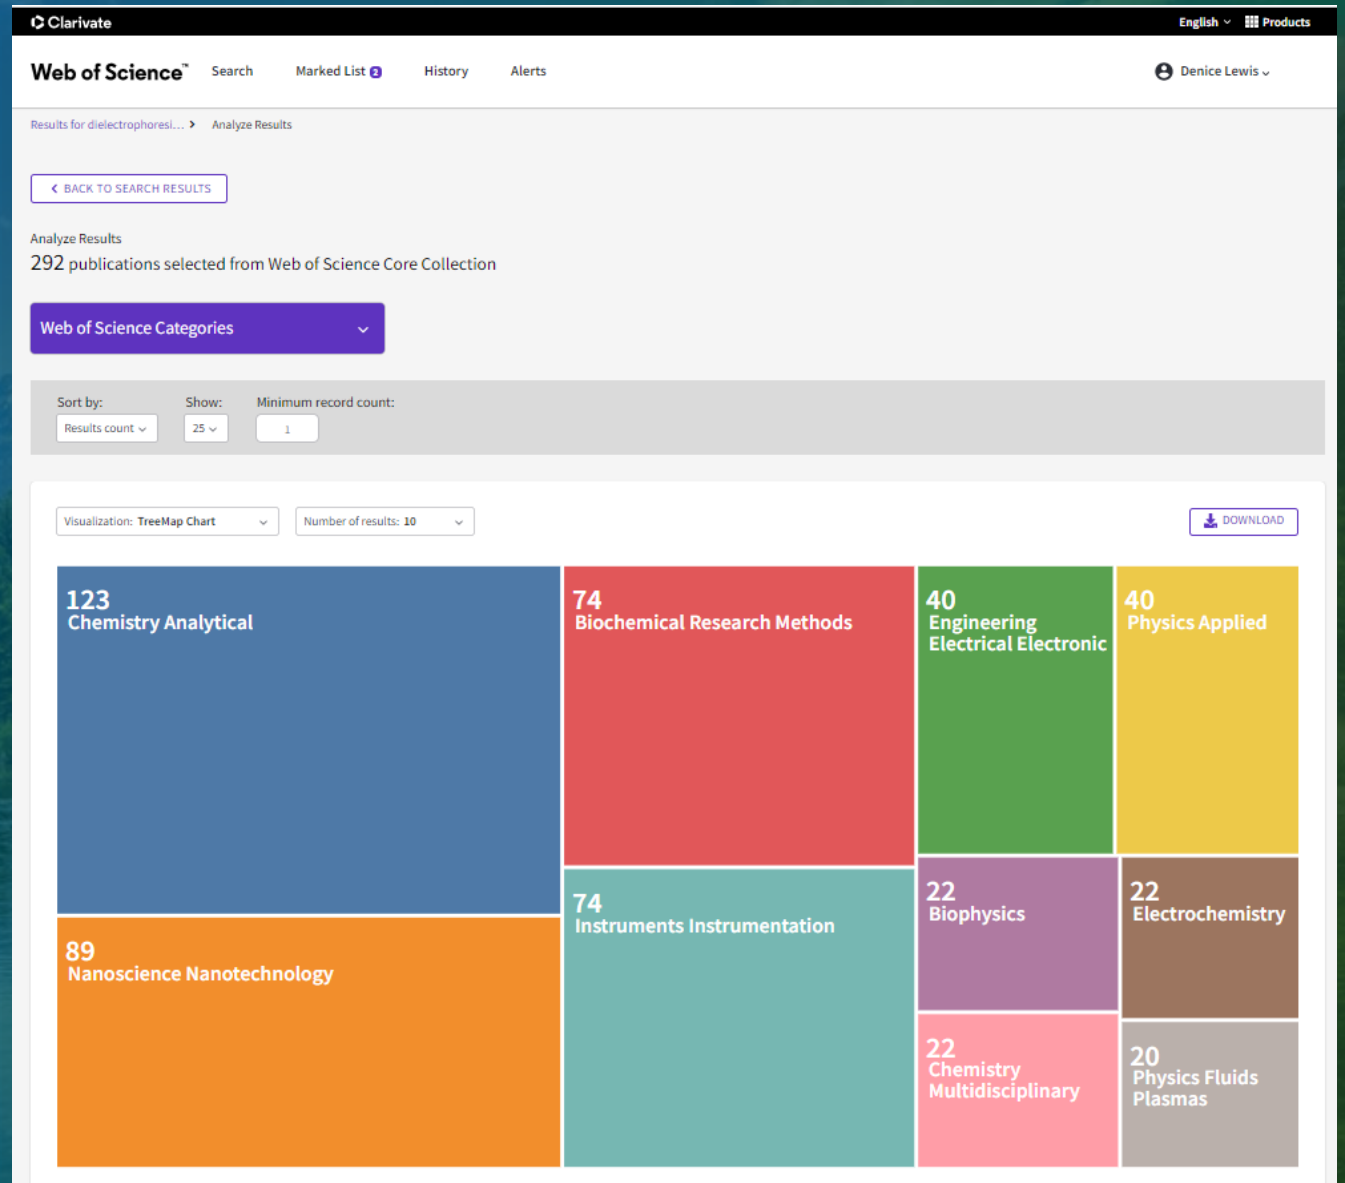 Clarivate
English Products
Web of Science™ Search Marked List 2 History Alerts Denice Lewis
Results for dielectrophoresi... > Analyze Results
BACK TO SEARCH RESULTS
Analyze Results
292 publications selected from Web of Science Core Collection
Web of Science Categories
Sort by: Show: Minimum record count:
Results count 25 1
Visualization: TreeMap Chart Number of results: 10 DOWNLOAD
123
Chemistry Analytical
74
Biochemical Research Methods
40
Engineering
Electrical Electronic
40
Physics Applied
89
Nanoscience Nanotechnology
74
Instruments Instrumentation
22
Biophysics
22
Electrochemistry
22
Chemistry
Multidisciplinary
20
Physics Fluids
Plasmas